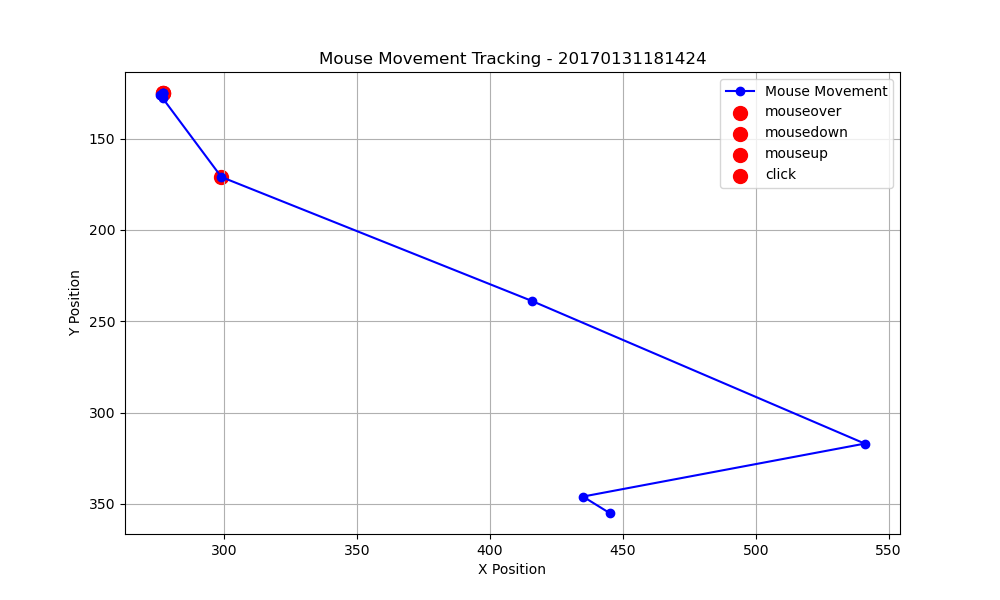 Mouse Movement Tracking - 20170131181424
Mouse Movement
mouseover
mousedown
mouseup
click
150
200
250
300
350
Y Position
300
350
400
450
500
550
X Position